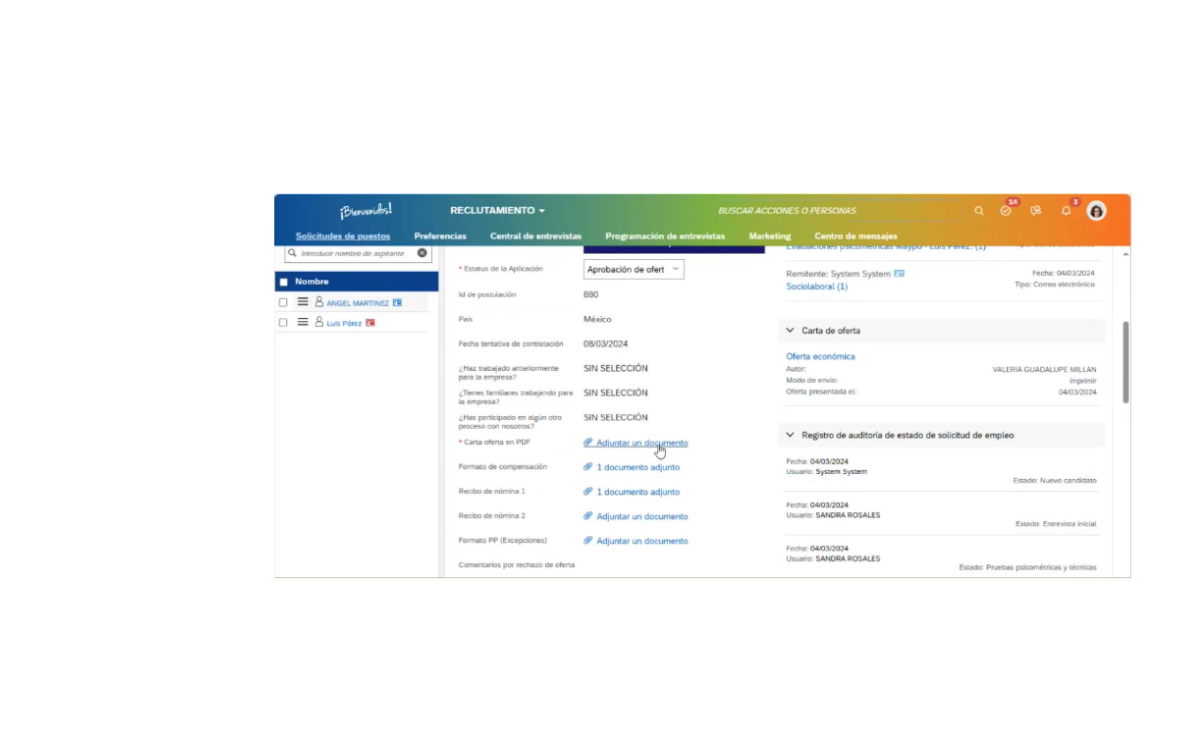 ¡Bienvenidos!
RECLUTAMIENTO
BUSCAR ACCIONES O PERSONAS
14
3
Solicitudes de puestos
Preferencias
Central de entrevistas
Programación de entrevistas
Marketing
Centro de mensajes
Introducir nombre de aspirante
Nombre
ANGEL MARTINEZ
Luis Pérez
* Estatus de la Aplicación
Aprobación de ofert
Id de postulación
880
País
México
Fecha tentativa de contratación
08/03/2024
¿Haz trabajado anteriormente
para la empresa?
SIN SELECCIÓN
¿Tienes familiares trabajando para
la empresa?
SIN SELECCIÓN
¿Has participado en algún otro
proceso con nosotros?
SIN SELECCIÓN
* Carta oferta en PDF
Adjuntar un documento
Formato de compensación
1 documento adjunto
Recibo de nómina 1
1 documento adjunto
Recibo de nómina 2
Adjuntar un documento
Formato PP (Excepciones)
Adjuntar un documento
Comentarios por rechazo de oferta
Evaluaciones psicométricas Maypo - Luis Pérez. (1)
Remitente: System System
Fecha: 04/03/2024
Sociolaboral (1)
Tipo: Correo electrónico
Carta de oferta
Oferta económica
Autor:
VALERIA GUADALUPE MILLAN
Modo de envío:
imprimir
Oferta presentada el:
04/03/2024
Registro de auditoría de estado de solicitud de empleo
Fecha: 04/03/2024
Usuario: System System
Estado: Nuevo candidato
Fecha: 04/03/2024
Usuario: SANDRA ROSALES
Estado: Entrevista inicial
Fecha: 04/03/2024
Usuario: SANDRA ROSALES
Estado: Pruebas psicométricas y técnicas